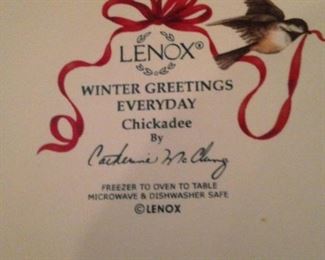 LENOX®
WINTER GREETINGS
EVERYDAY
Chickadee
By
Catherine McClung
FREEZER TO OVEN TO TABLE
MICROWAVE & DISHWASHER SAFE
©LENOX